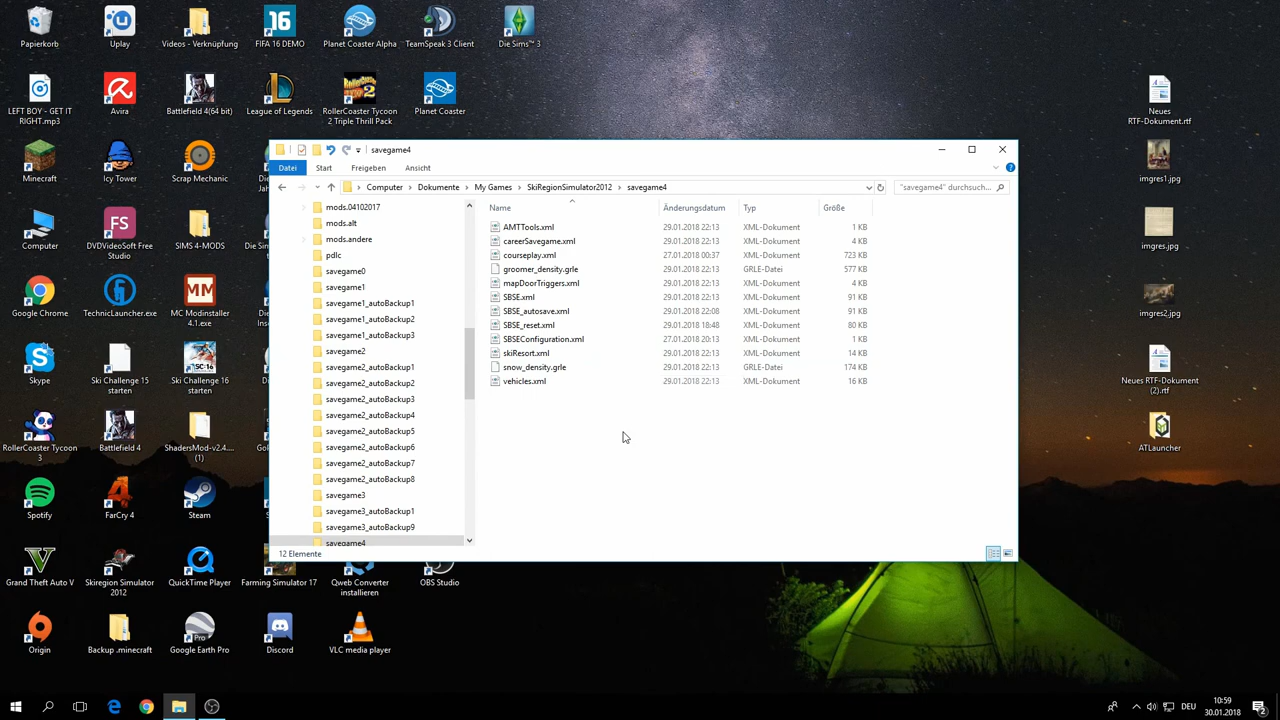 Papierkorb
Uplay
Videos - Verknüpfung
FIFA 16 DEMO
Planet Coaster Alpha
TeamSpeak 3 Client
Die Sims™ 3
LEFT BOY - GET IT
RIGHT.mp3
Avira
Battlefield 4(64 bit)
League of Legends
RollerCoaster Tycoon
2 Triple Thrill Pack
Planet Coaster
Neues
RTF-Dokument.rtf
Minecraft
Icy Tower
Scrap Mechanic
imgres1.jpg
Computer
DVDVideoSoft Free
Studio
SIMS 4-MODS
imgres.jpg
Google Chrome
TechnicLauncher.exe
MC Modinstaller
4.1.exe
imgres2.jpg
Skype
Ski Challenge 15
starten
Ski Challenge 16
starten
Neues RTF-Dokument
(2).rtf
RollerCoaster Tycoon
3
Battlefield 4
ShadersMod-v2.4....
(1)
ATLauncher
Spotify
FarCry 4
Steam
Grand Theft Auto V
Skiregion Simulator
2012
QuickTime Player
Farming Simulator 17
Qweb Converter
installieren
OBS Studio
Origin
Backup .minecraft
Google Earth Pro
Discord
VLC media player
savegame4
Datei
Start
Freigeben
Ansicht
Computer
Dokumente
My Games
SkiRegionSimulator2012
savegame4
"savegame4" durchsuch...
mods.04102017
mods.alt
mods.andere
pdlc
savegame0
savegame1
savegame1_autoBackup1
savegame1_autoBackup2
savegame1_autoBackup3
savegame2
savegame2_autoBackup1
savegame2_autoBackup2
savegame2_autoBackup3
savegame2_autoBackup4
savegame2_autoBackup5
savegame2_autoBackup6
savegame2_autoBackup7
savegame2_autoBackup8
savegame3
savegame3_autoBackup1
savegame3_autoBackup9
savegame4
Name Änderungsdatum Typ Größe
AMTTools.xml 29.01.2018 22:13 XML-Dokument 1 KB
careerSavegame.xml 29.01.2018 22:13 XML-Dokument 4 KB
courseplay.xml 27.01.2018 00:37 XML-Dokument 723 KB
groomer_density.grle 29.01.2018 22:13 GRLE-Datei 577 KB
mapDoorTriggers.xml 29.01.2018 22:13 XML-Dokument 4 KB
SBSE.xml 29.01.2018 22:13 XML-Dokument 91 KB
SBSE_autosave.xml 29.01.2018 22:08 XML-Dokument 91 KB
SBSE_reset.xml 29.01.2018 18:48 XML-Dokument 80 KB
SBSEConfiguration.xml 27.01.2018 20:13 XML-Dokument 3 KB
skiResort.xml 29.01.2018 22:13 XML-Dokument 14 KB
snow_density.grle 29.01.2018 22:13 GRLE-Datei 174 KB
vehicles.xml 29.01.2018 22:13 XML-Dokument 16 KB
12 Elemente
DEU
10:59
30.01.2018